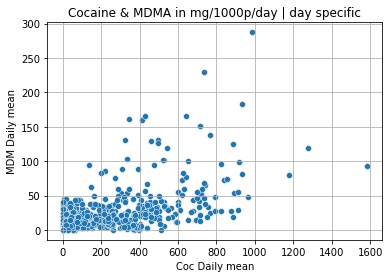 Cocaine & MDMA in mg/1000p/day | day specific
300
250
200
150
100
50
0
MDM Daily mean
0 200 400 600 800 1000 1200 1400 1600
Coc Daily mean